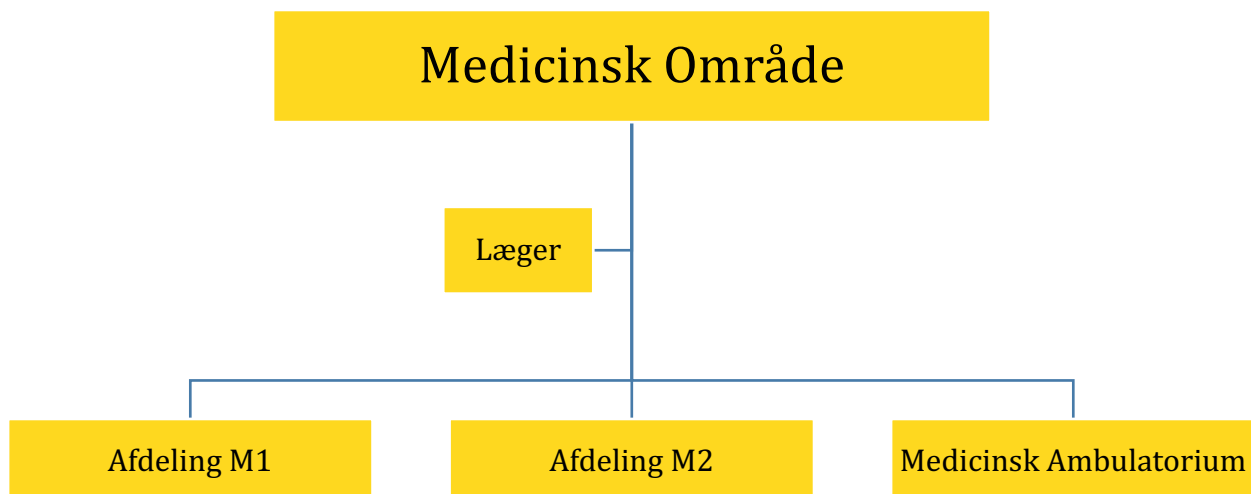 Medicinsk Område
Læger
Afdeling M1
Afdeling M2
Medicinsk Ambulatorium